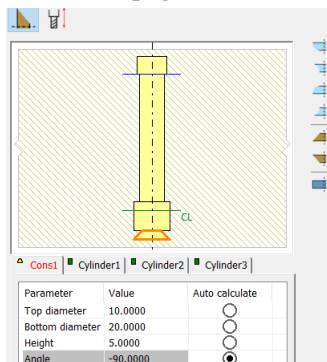 CL
Cons1 Cylinder1 Cylinder2 Cylinder3
Parameter Value Auto calculate
Top diameter 10.0000
Bottom diameter 20.0000
Height 5.0000
Angle -90.0000